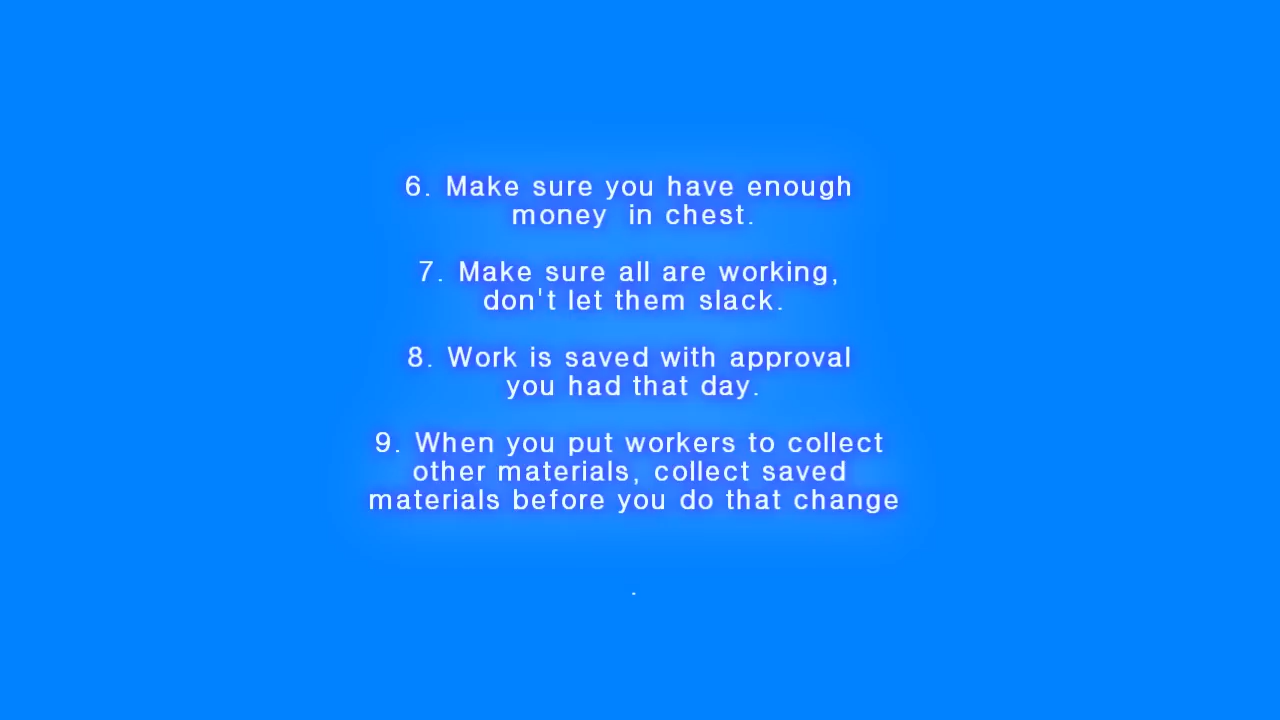 6. Make sure you have enough
money  in chest.
7. Make sure all are working,
don't let them slack.
8. Work is saved with approval
you had that day.
9. When you put workers to collect
other materials, collect saved
materials before you do that change
.